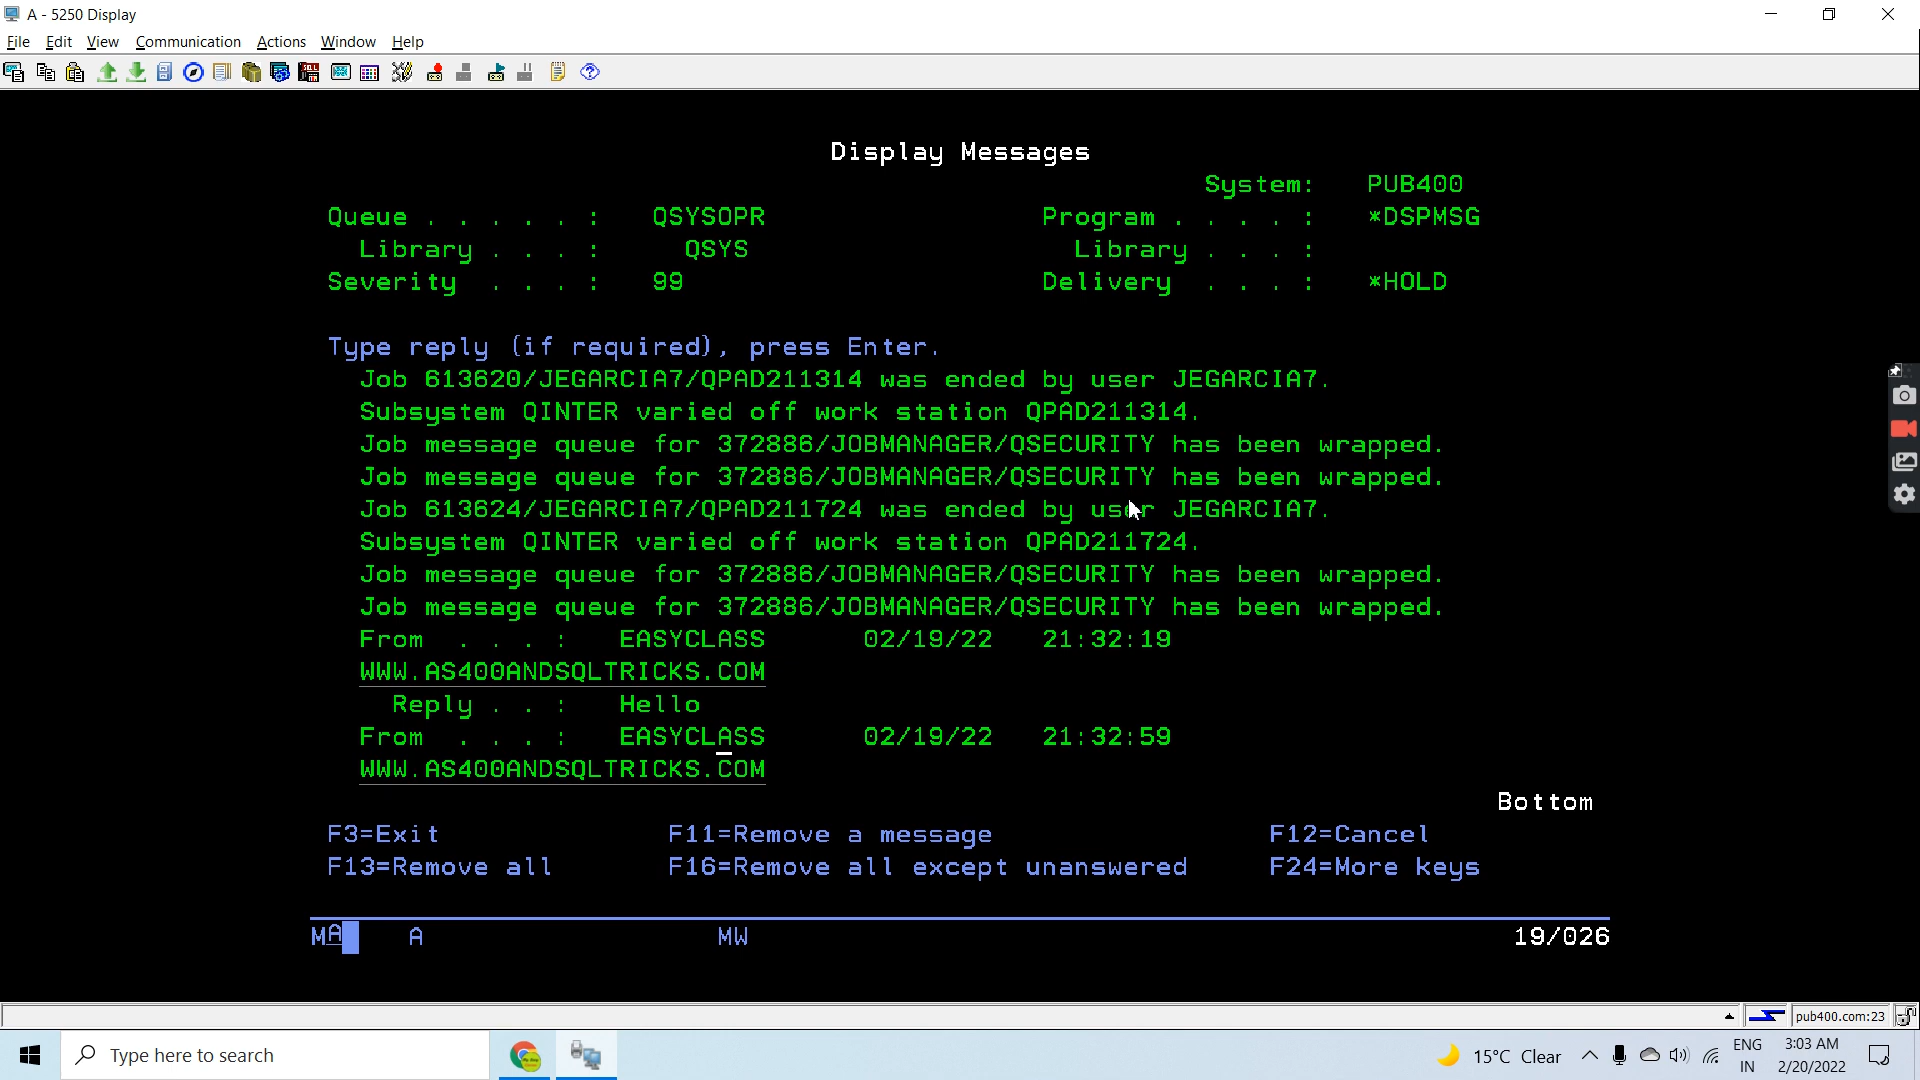 A - 5250 Display
File Edit View Communication Actions Window Help
Display Messages
System: PUB400
Queue . . . . . : QSYSOPR Program . . . . : *DSPMSG
Library . . . : QSYS Library . . . :
Severity . . . : 99 Delivery . . . : *HOLD
Type reply (if required), press Enter.
Job 613620/JEGARCIA7/QPAD211314 was ended by user JEGARCIA7.
Subsystem QINTER varied off work station QPAD211314.
Job message queue for 372886/JOBMANAGER/QSECURITY has been wrapped.
Job message queue for 372886/JOBMANAGER/QSECURITY has been wrapped.
Job 613624/JEGARCIA7/QPAD211724 was ended by user JEGARCIA7.
Subsystem QINTER varied off work station QPAD211724.
Job message queue for 372886/JOBMANAGER/QSECURITY has been wrapped.
Job message queue for 372886/JOBMANAGER/QSECURITY has been wrapped.
From . . . : EASYCLASS 02/19/22 21:32:19
WWW.AS400ANDSQLTRICKS.COM
Reply . . : Hello
From . . . : EASYCLASS 02/19/22 21:32:59
WWW.AS400ANDSQLTRICKS.COM
Bottom
F3=Exit F11=Remove a message F12=Cancel
F13=Remove all F16=Remove all except unanswered F24=More keys
MA A MW 19/026
pub400.com:23
Type here to search 15°C Clear ENG IN 3:03 AM 2/20/2022